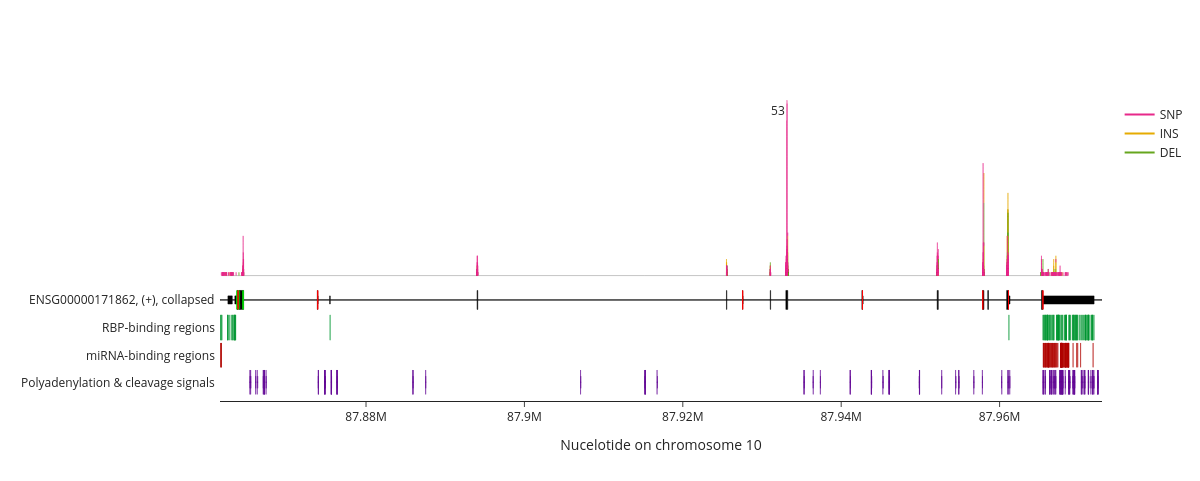 53
SNP
INS
DEL
ENSG00000171862, (+), collapsed
RBP-binding regions
miRNA-binding regions
Polyadenylation & cleavage signals
87.88M 87.9M 87.92M 87.94M 87.96M
Nucelotide on chromosome 10